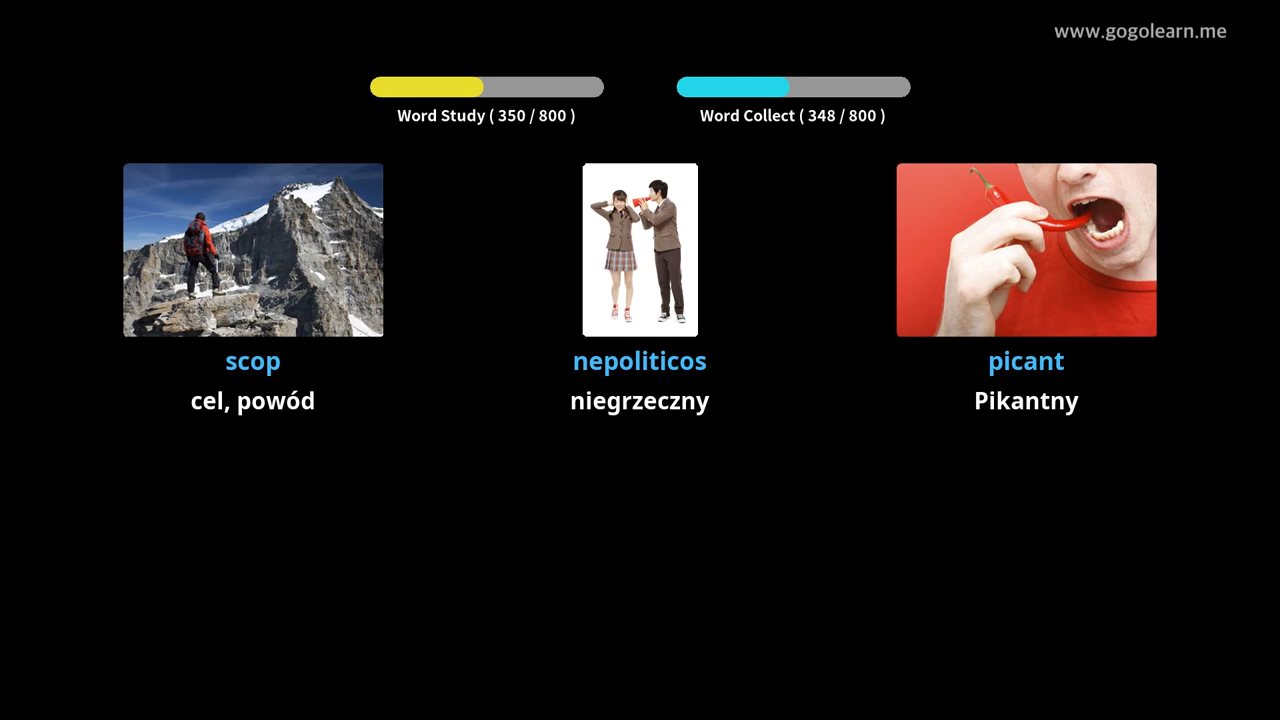 www.gogolearn.me
Word Study ( 350 / 800 )
Word Collect ( 348 / 800 )
scop
nepoliticos
picant
cel, powód
niegrzeczny
Pikantny